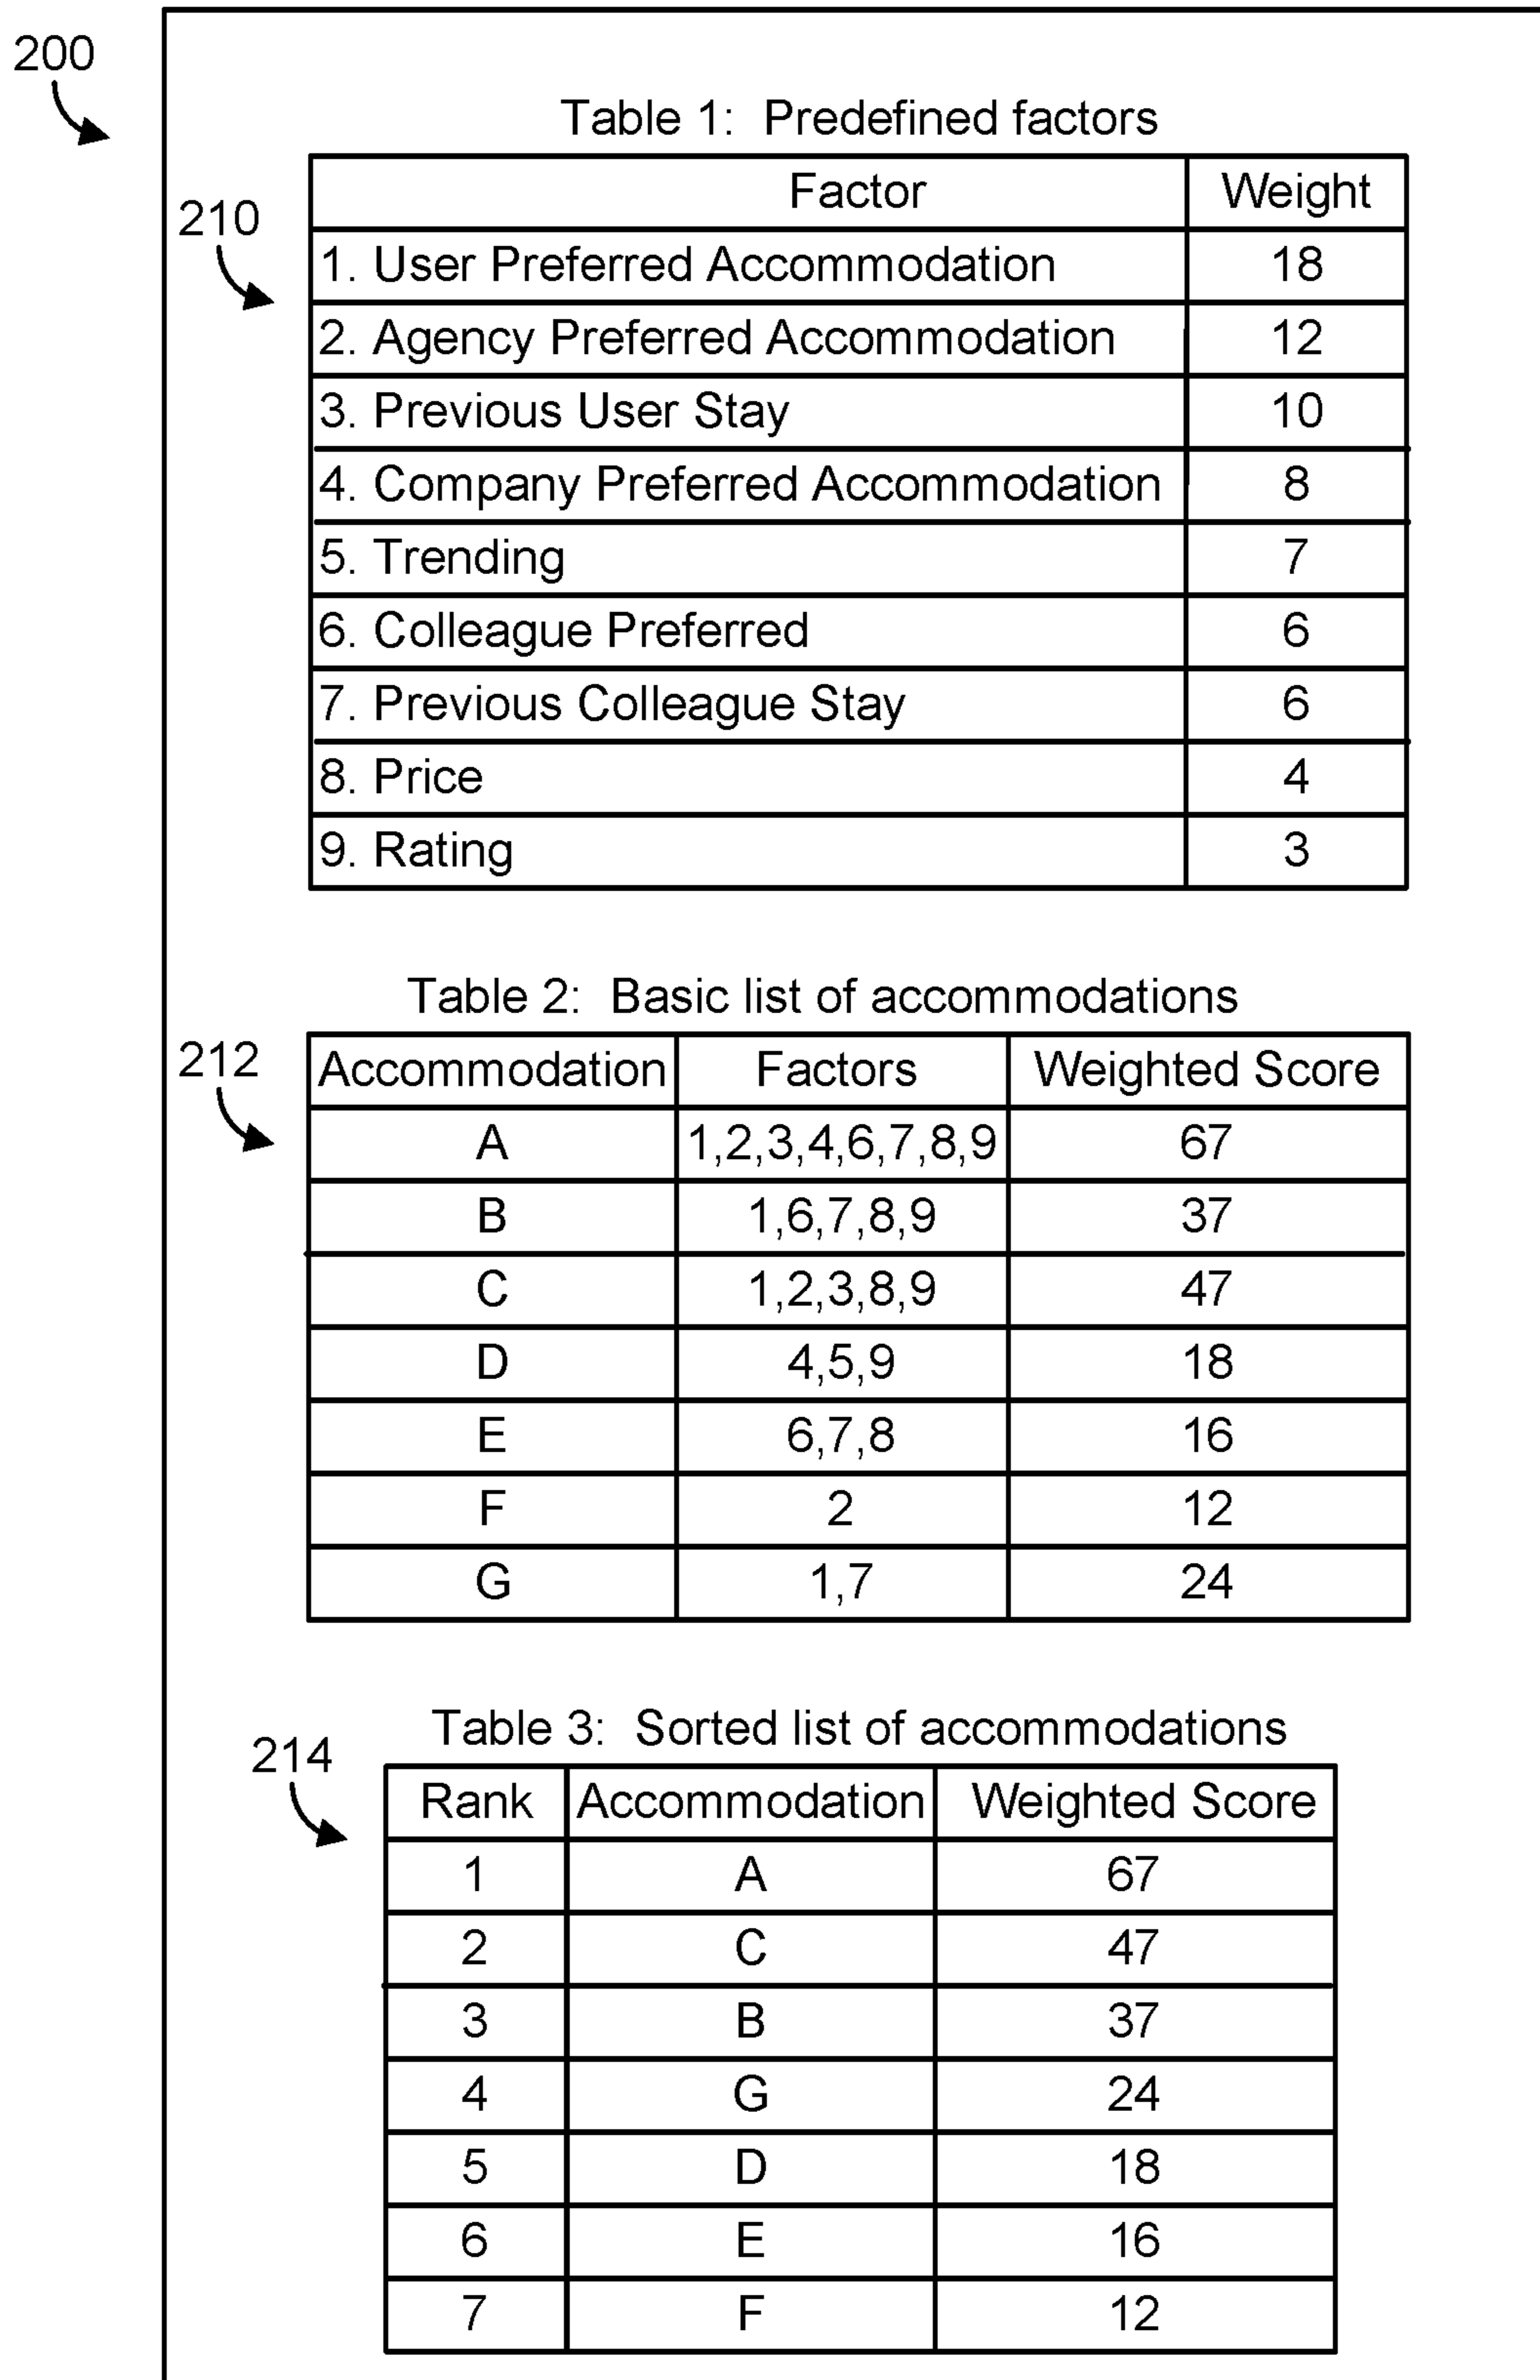 200
Table 1: Predefined factors
210
Factor Weight
1. User Preferred Accommodation 18
2. Agency Preferred Accommodation 12
3. Previous User Stay 10
4. Company Preferred Accommodation 8
5. Trending 7
6. Colleague Preferred 6
7. Previous Colleague Stay 6
8. Price 4
9. Rating 3
Table 2: Basic list of accommodations
212
Accommodation Factors Weighted Score
A 1,2,3,4,6,7,8,9 67
B 1,6,7,8,9 37
C 1,2,3,8,9 47
D 4,5,9 18
E 6,7,8 16
F 2 12
G 1,7 24
Table 3: Sorted list of accommodations
214
Rank Accommodation Weighted Score
1 A 67
2 C 47
3 B 37
4 G 24
5 D 18
6 E 16
7 F 12